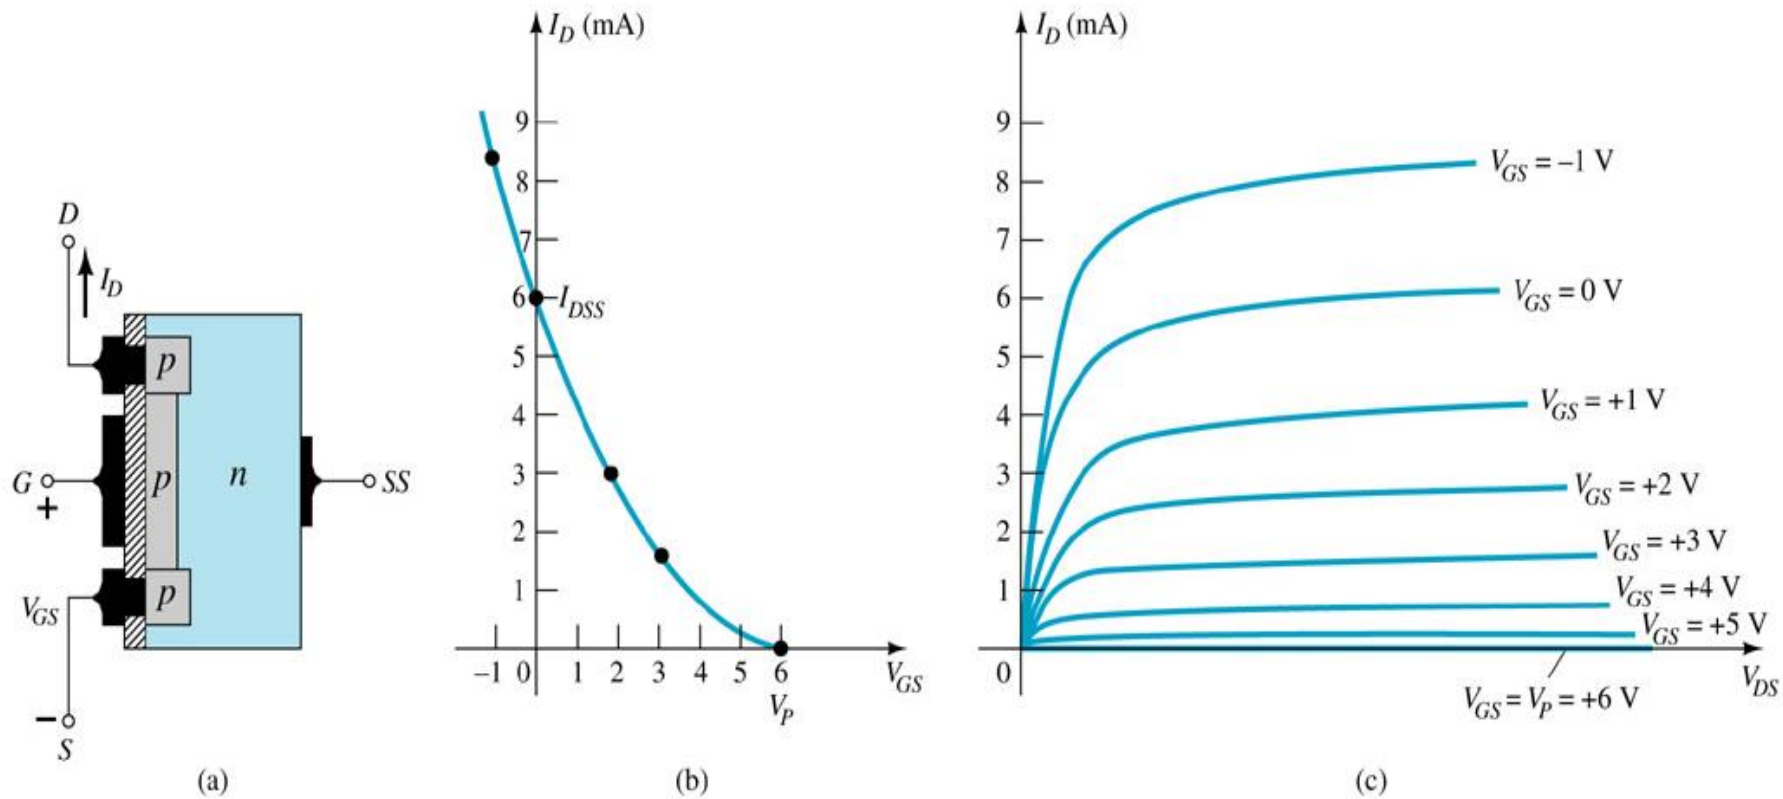 D
I_D
p
G
+
p
n
SS
p
V_GS
–
S
(a)
I_D (mA)
9
8
7
6
I_DSS
5
4
3
2
1
–1 0 1 2 3 4 5 6
V_GS
V_P
(b)
I_D (mA)
9
8
7
6
5
4
3
2
1
0
V_GS = –1 V
V_GS = 0 V
V_GS = +1 V
V_GS = +2 V
V_GS = +3 V
V_GS = +4 V
V_GS = +5 V
V_DS
V_GS = V_P = +6 V
(c)